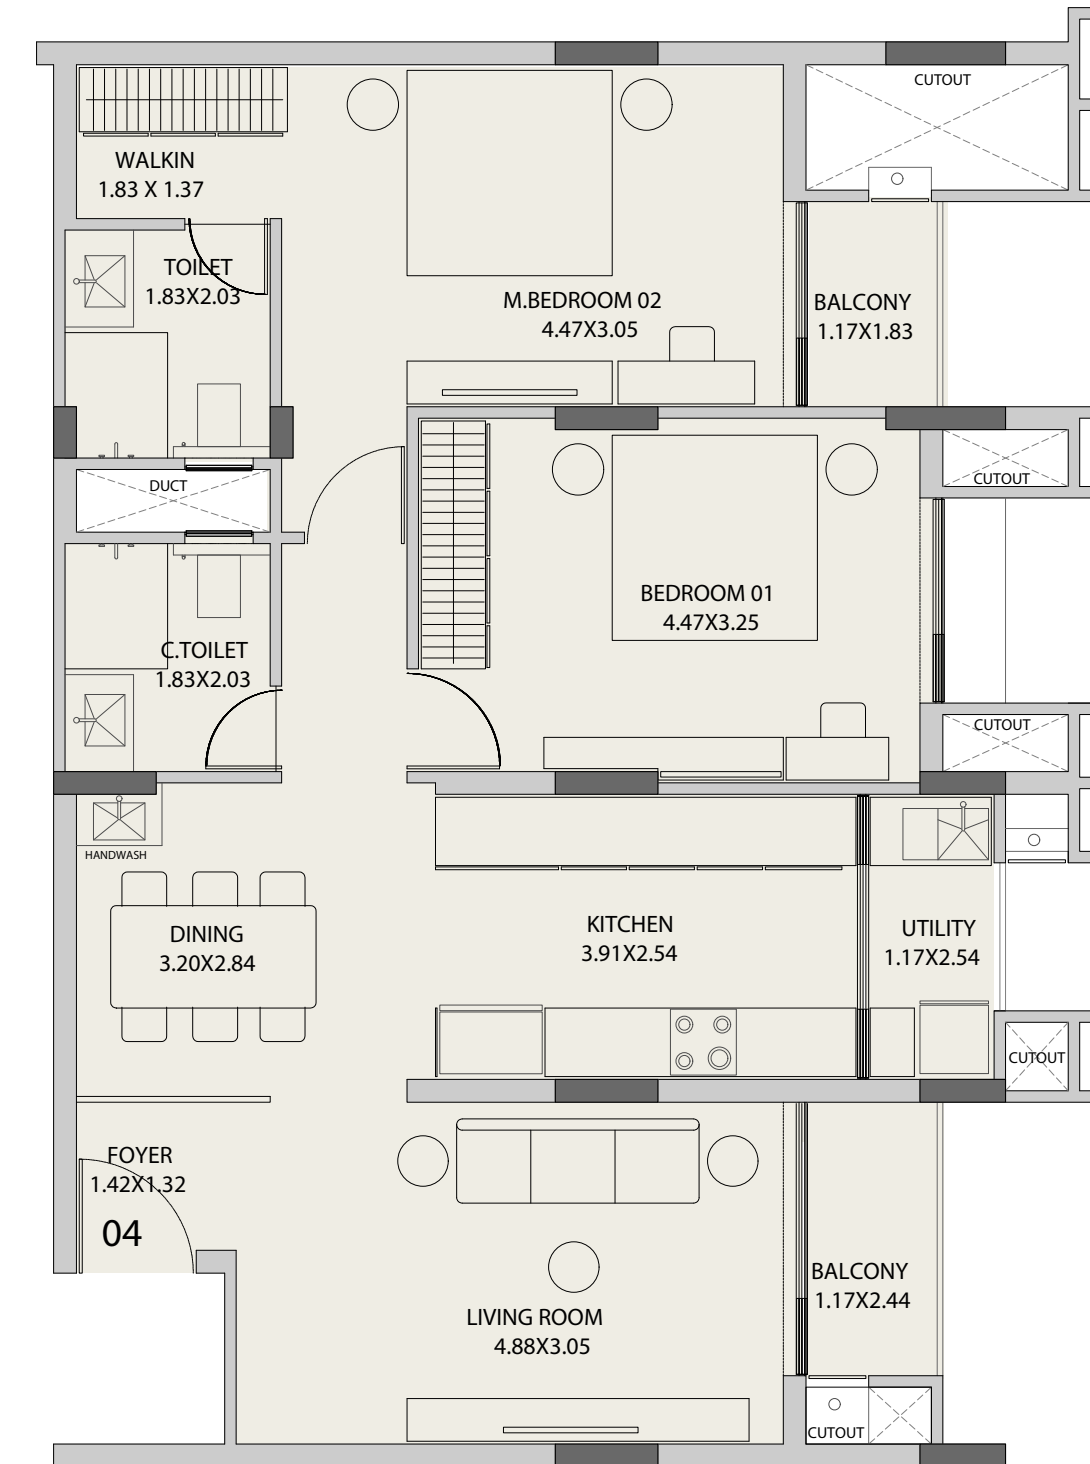 CUTOUT
WALKIN
1.83 X 1.37
TOILET
1.83X2.03
M.BEDROOM 02
4.47X3.05
BALCONY
1.17X1.83
DUCT
CUTOUT
BEDROOM 01
4.47X3.25
C.TOILET
1.83X2.03
CUTOUT
HANDWASH
DINING
3.20X2.84
KITCHEN
3.91X2.54
UTILITY
1.17X2.54
CUTOUT
FOYER
1.42X1.32
04
LIVING ROOM
4.88X3.05
BALCONY
1.17X2.44
CUTOUT